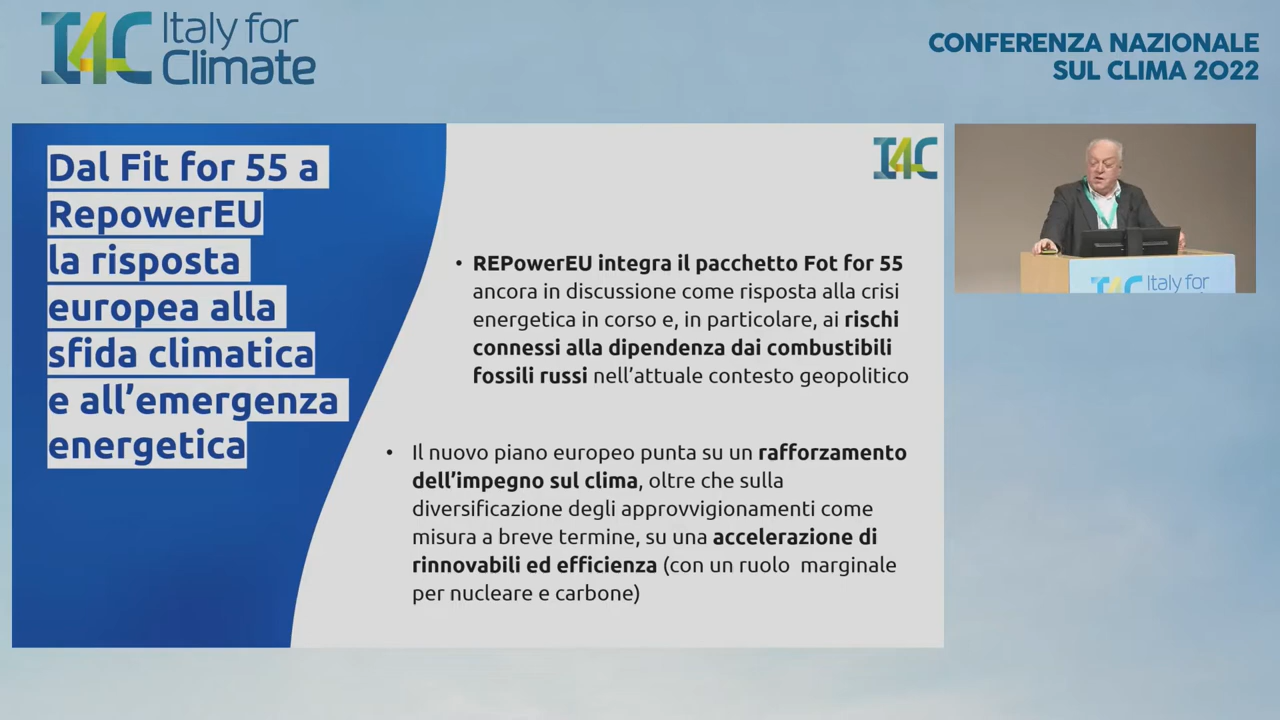 I4C Italy for
Climate
CONFERENZA NAZIONALE
SUL CLIMA 2022
Dal Fit for 55 a
RepowerEU
la risposta
europea alla
sfida climatica
e all’emergenza
energetica
I4C
• REPowerEU integra il pacchetto Fot for 55
ancora in discussione come risposta alla crisi
energetica in corso e, in particolare, ai rischi
connessi alla dipendenza dai combustibili
fossili russi nell’attuale contesto geopolitico
• Il nuovo piano europeo punta su un rafforzamento
dell’impegno sul clima, oltre che sulla
diversificazione degli approvvigionamenti come
misura a breve termine, su una accelerazione di
rinnovabili ed efficienza (con un ruolo marginale
per nucleare e carbone)
I4C Italy for